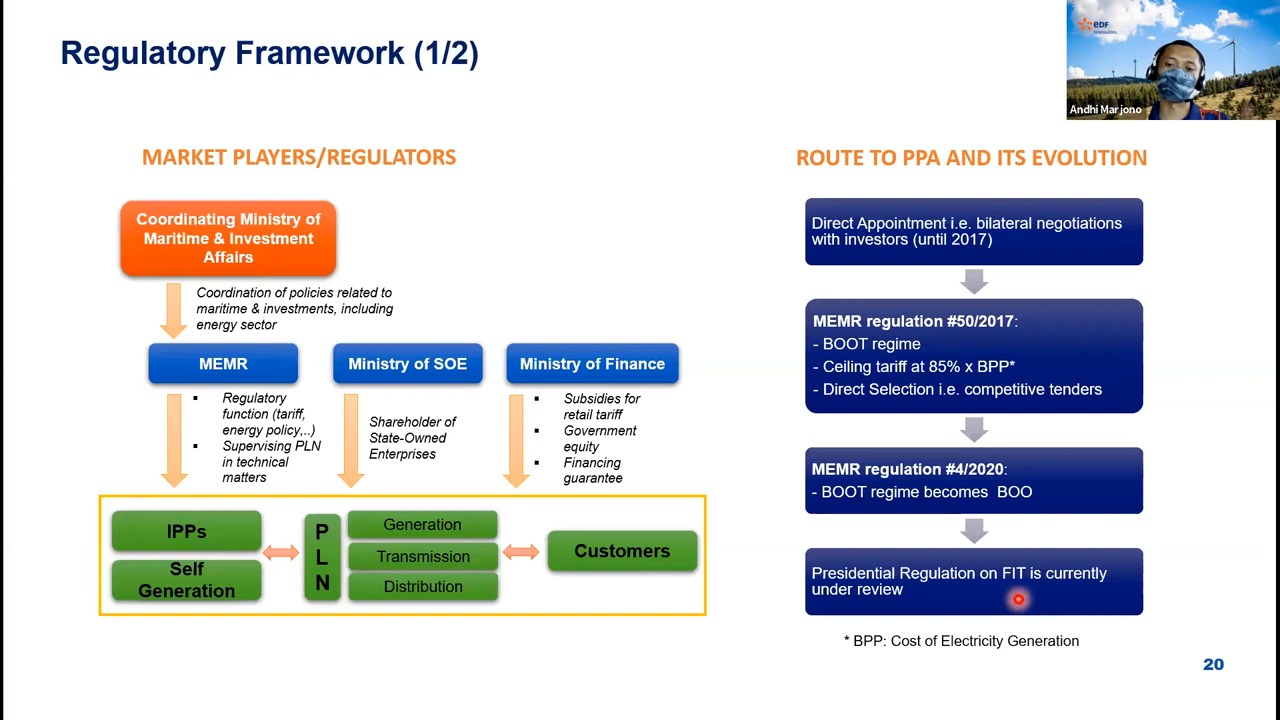 Regulatory Framework (1/2)
eDF
renewables
Andhi Marjono
MARKET PLAYERS/REGULATORS
Coordinating Ministry of
Maritime & Investment
Affairs
Coordination of policies related to
maritime & investments, including
energy sector
MEMR
Ministry of SOE
Ministry of Finance
▪ Regulatory
function (tariff,
energy policy,..)
▪ Supervising PLN
in technical
matters
Shareholder of
State-Owned
Enterprises
▪ Subsidies for
retail tariff
▪ Government
equity
▪ Financing
guarantee
IPPs
Self
Generation
P
L
N
Generation
Transmission
Distribution
Customers
ROUTE TO PPA AND ITS EVOLUTION
Direct Appointment i.e. bilateral negotiations
with investors (until 2017)
MEMR regulation #50/2017:
- BOOT regime
- Ceiling tariff at 85% x BPP*
- Direct Selection i.e. competitive tenders
MEMR regulation #4/2020:
- BOOT regime becomes BOO
Presidential Regulation on FIT is currently
under review
* BPP: Cost of Electricity Generation
20